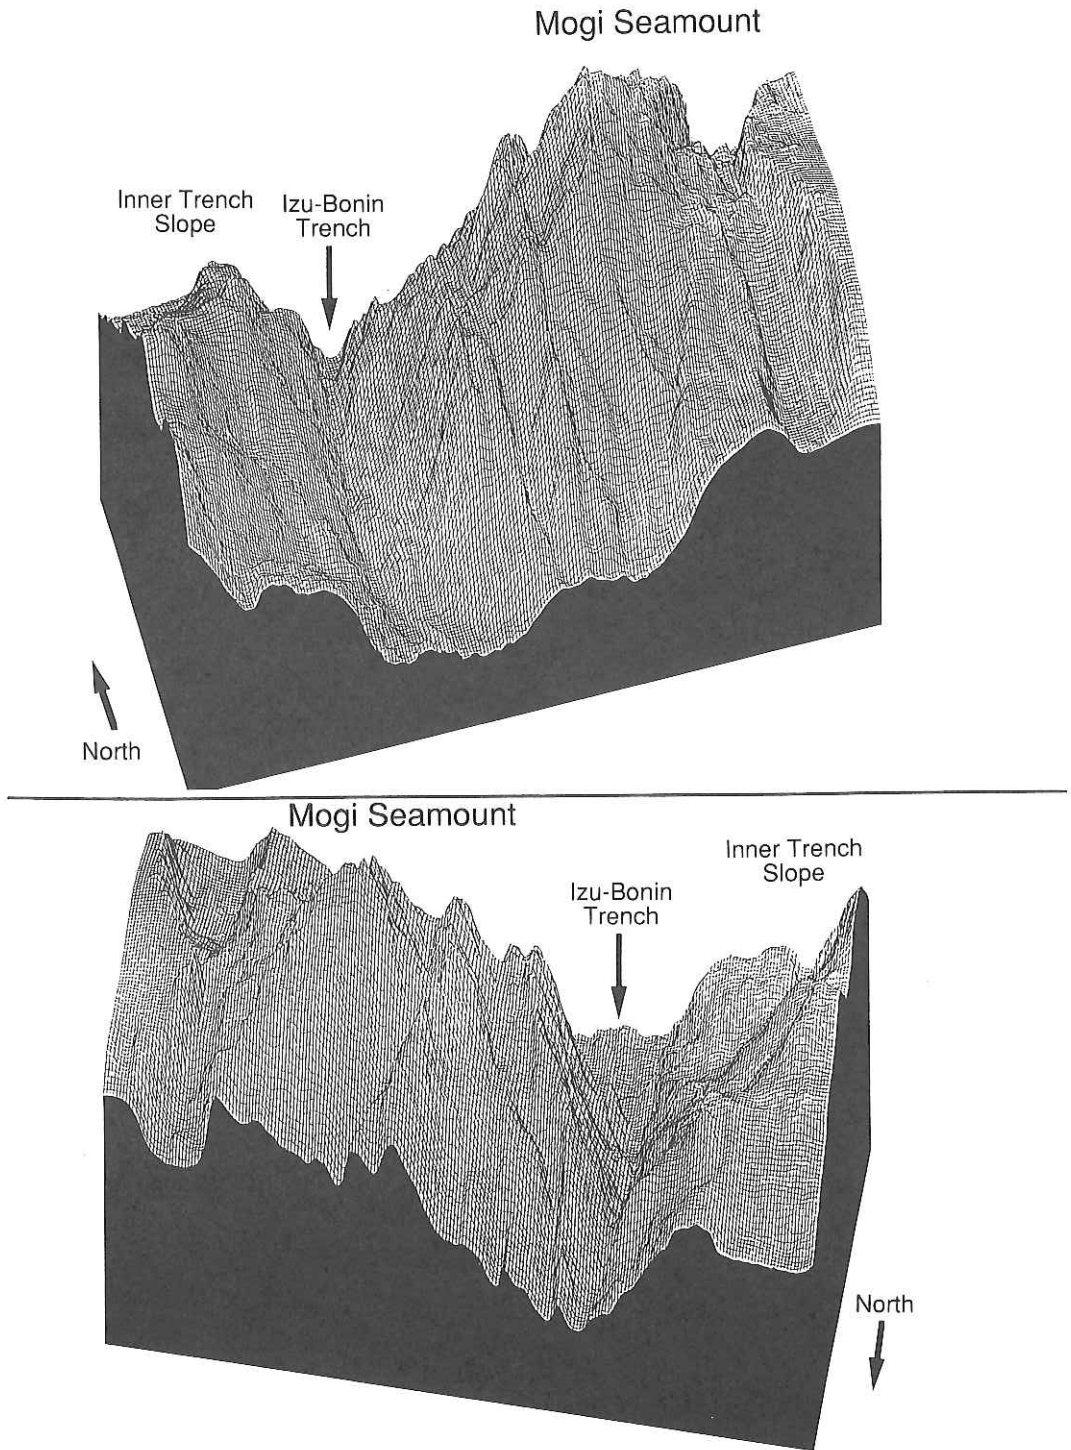 Mogi Seamount
Inner Trench
Slope
Izu-Bonin
Trench
North
Mogi Seamount
Inner Trench
Slope
Izu-Bonin
Trench
North